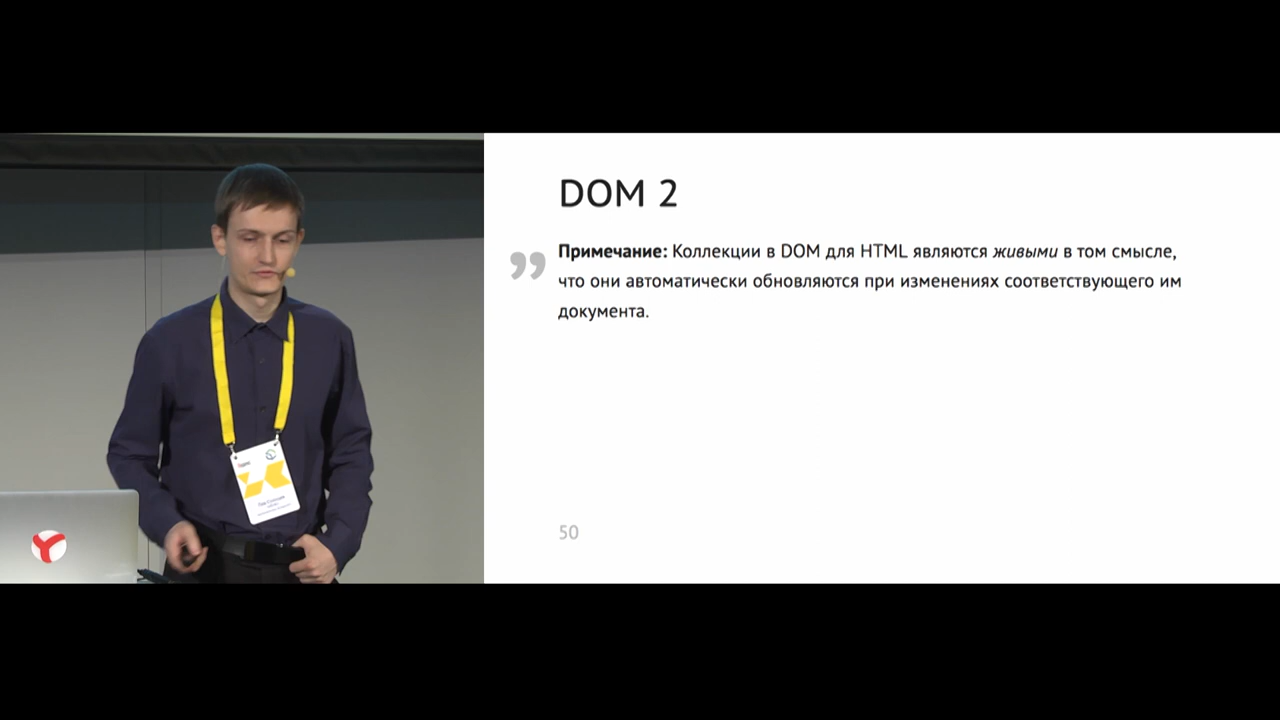 DOM 2
Примечание: Коллекции в DOM для HTML являются живыми в том смысле,
что они автоматически обновляются при изменениях соответствующего им
документа.
50